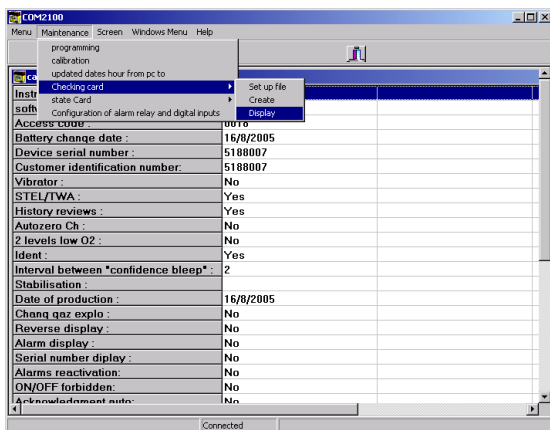 COM2100
Menu Maintenance Screen Windows Menu Help
programming
calibration
updated dates hour from pc to
Checking card
state Card
Configuration of alarm relay and digital inputs
Set up file
Create
Display
ca
Instr
softw
Access code : 0018
Battery change date : 16/8/2005
Device serial number : 5188007
Customer identification number: 5188007
Vibrator : No
STEL/TWA : Yes
History reviews : Yes
Autozero Ch : No
2 levels low O2 : No
Ident : Yes
Interval between "confidence bleep" : 2
Stabilisation :
Date of production : 16/8/2005
Chang gaz explo : No
Reverse display : No
Alarm display : No
Serial number diplay : No
Alarms reactivation: No
ON/OFF forbidden: No
Acknowledgment auto: No
Connected